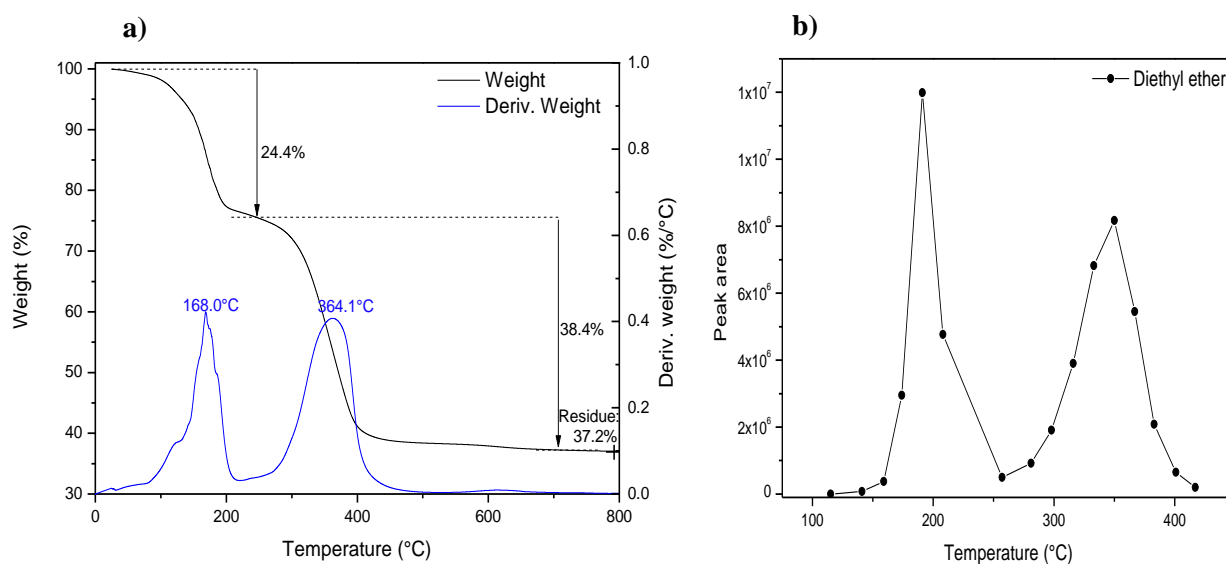 a)
Weight
Deriv. Weight
100
90
80
70
60
50
40
30
Weight (%)
24.4%
38.4%
168.0°C
364.1°C
Residue:
37.2%
1.0
0.8
0.6
0.4
0.2
0.0
Deriv. weight (%/°C)
0
200
400
600
800
Temperature (°C)
b)
Diethyl ether
1x10⁷
1x10⁷
8x10⁶
6x10⁶
4x10⁶
2x10⁶
0
Peak area
100
200
300
400
Temperature (°C)